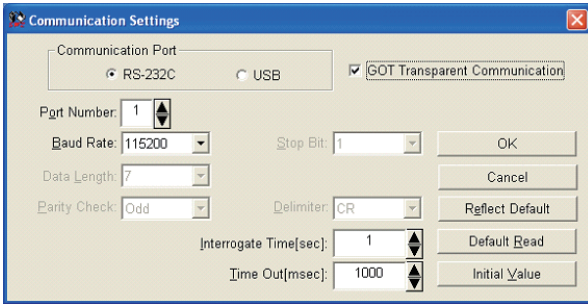 Communication Settings
Communication Port
RS-232C USB
GOT Transparent Communication
Port Number: 1
Baud Rate: 115200
Stop Bit: 1
OK
Data Length: 7
Cancel
Parity Check: Odd
Delimiter: CR
Reflect Default
Interrogate Time[sec]: 1
Default Read
Time Out[msec]: 1000
Initial Value